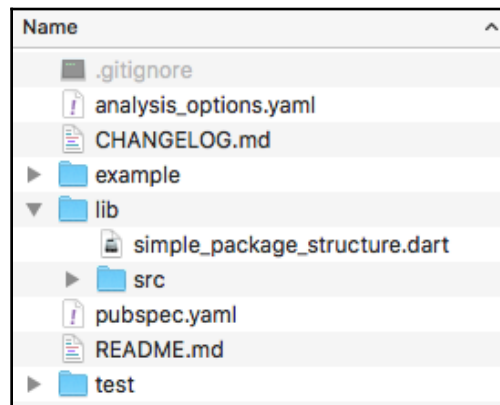 Name
.gitignore
analysis_options.yaml
CHANGELOG.md
example
lib
simple_package_structure.dart
src
pubspec.yaml
README.md
test